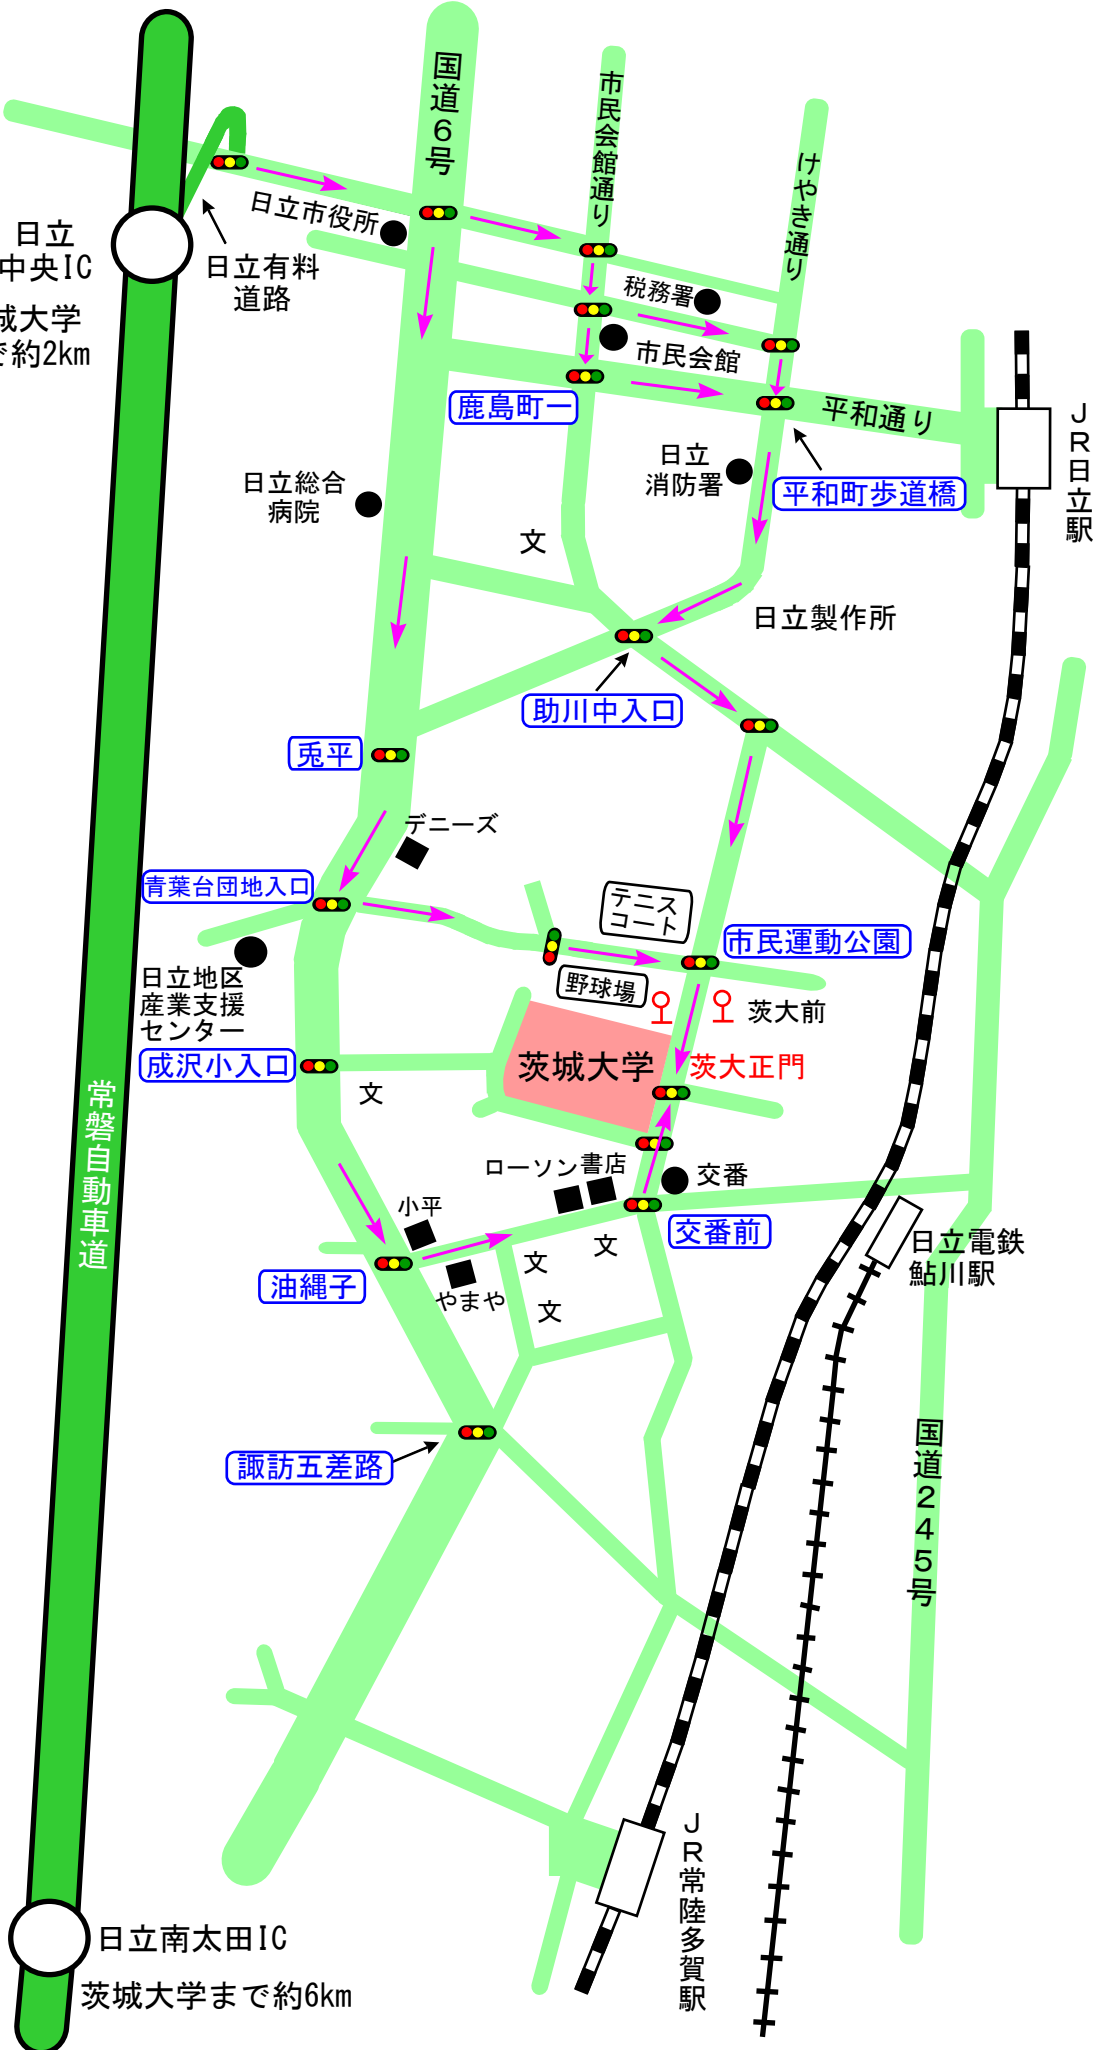 国道６号
市民会館通り
けやき通り
日立市役所
日立
中央IC
日立有料
道路
税務署
城大学
で約2km
市民会館
鹿島町一
平和通り
ＪＲ日立駅
日立
消防署
平和町歩道橋
日立総合
病院
文
日立製作所
助川中入口
兎平
デニーズ
青葉台団地入口
テニス
コート
市民運動公園
日立地区
産業支援
センター
野球場
茨大前
成沢小入口
茨城大学
茨大正門
文
常磐自動車道
ローソン
書店
交番
小平
交番前
文
文
日立電鉄
鮎川駅
油縄子
やまや
文
諏訪五差路
国道２４５号
ＪＲ常陸多賀駅
日立南太田IC
茨城大学まで約6km